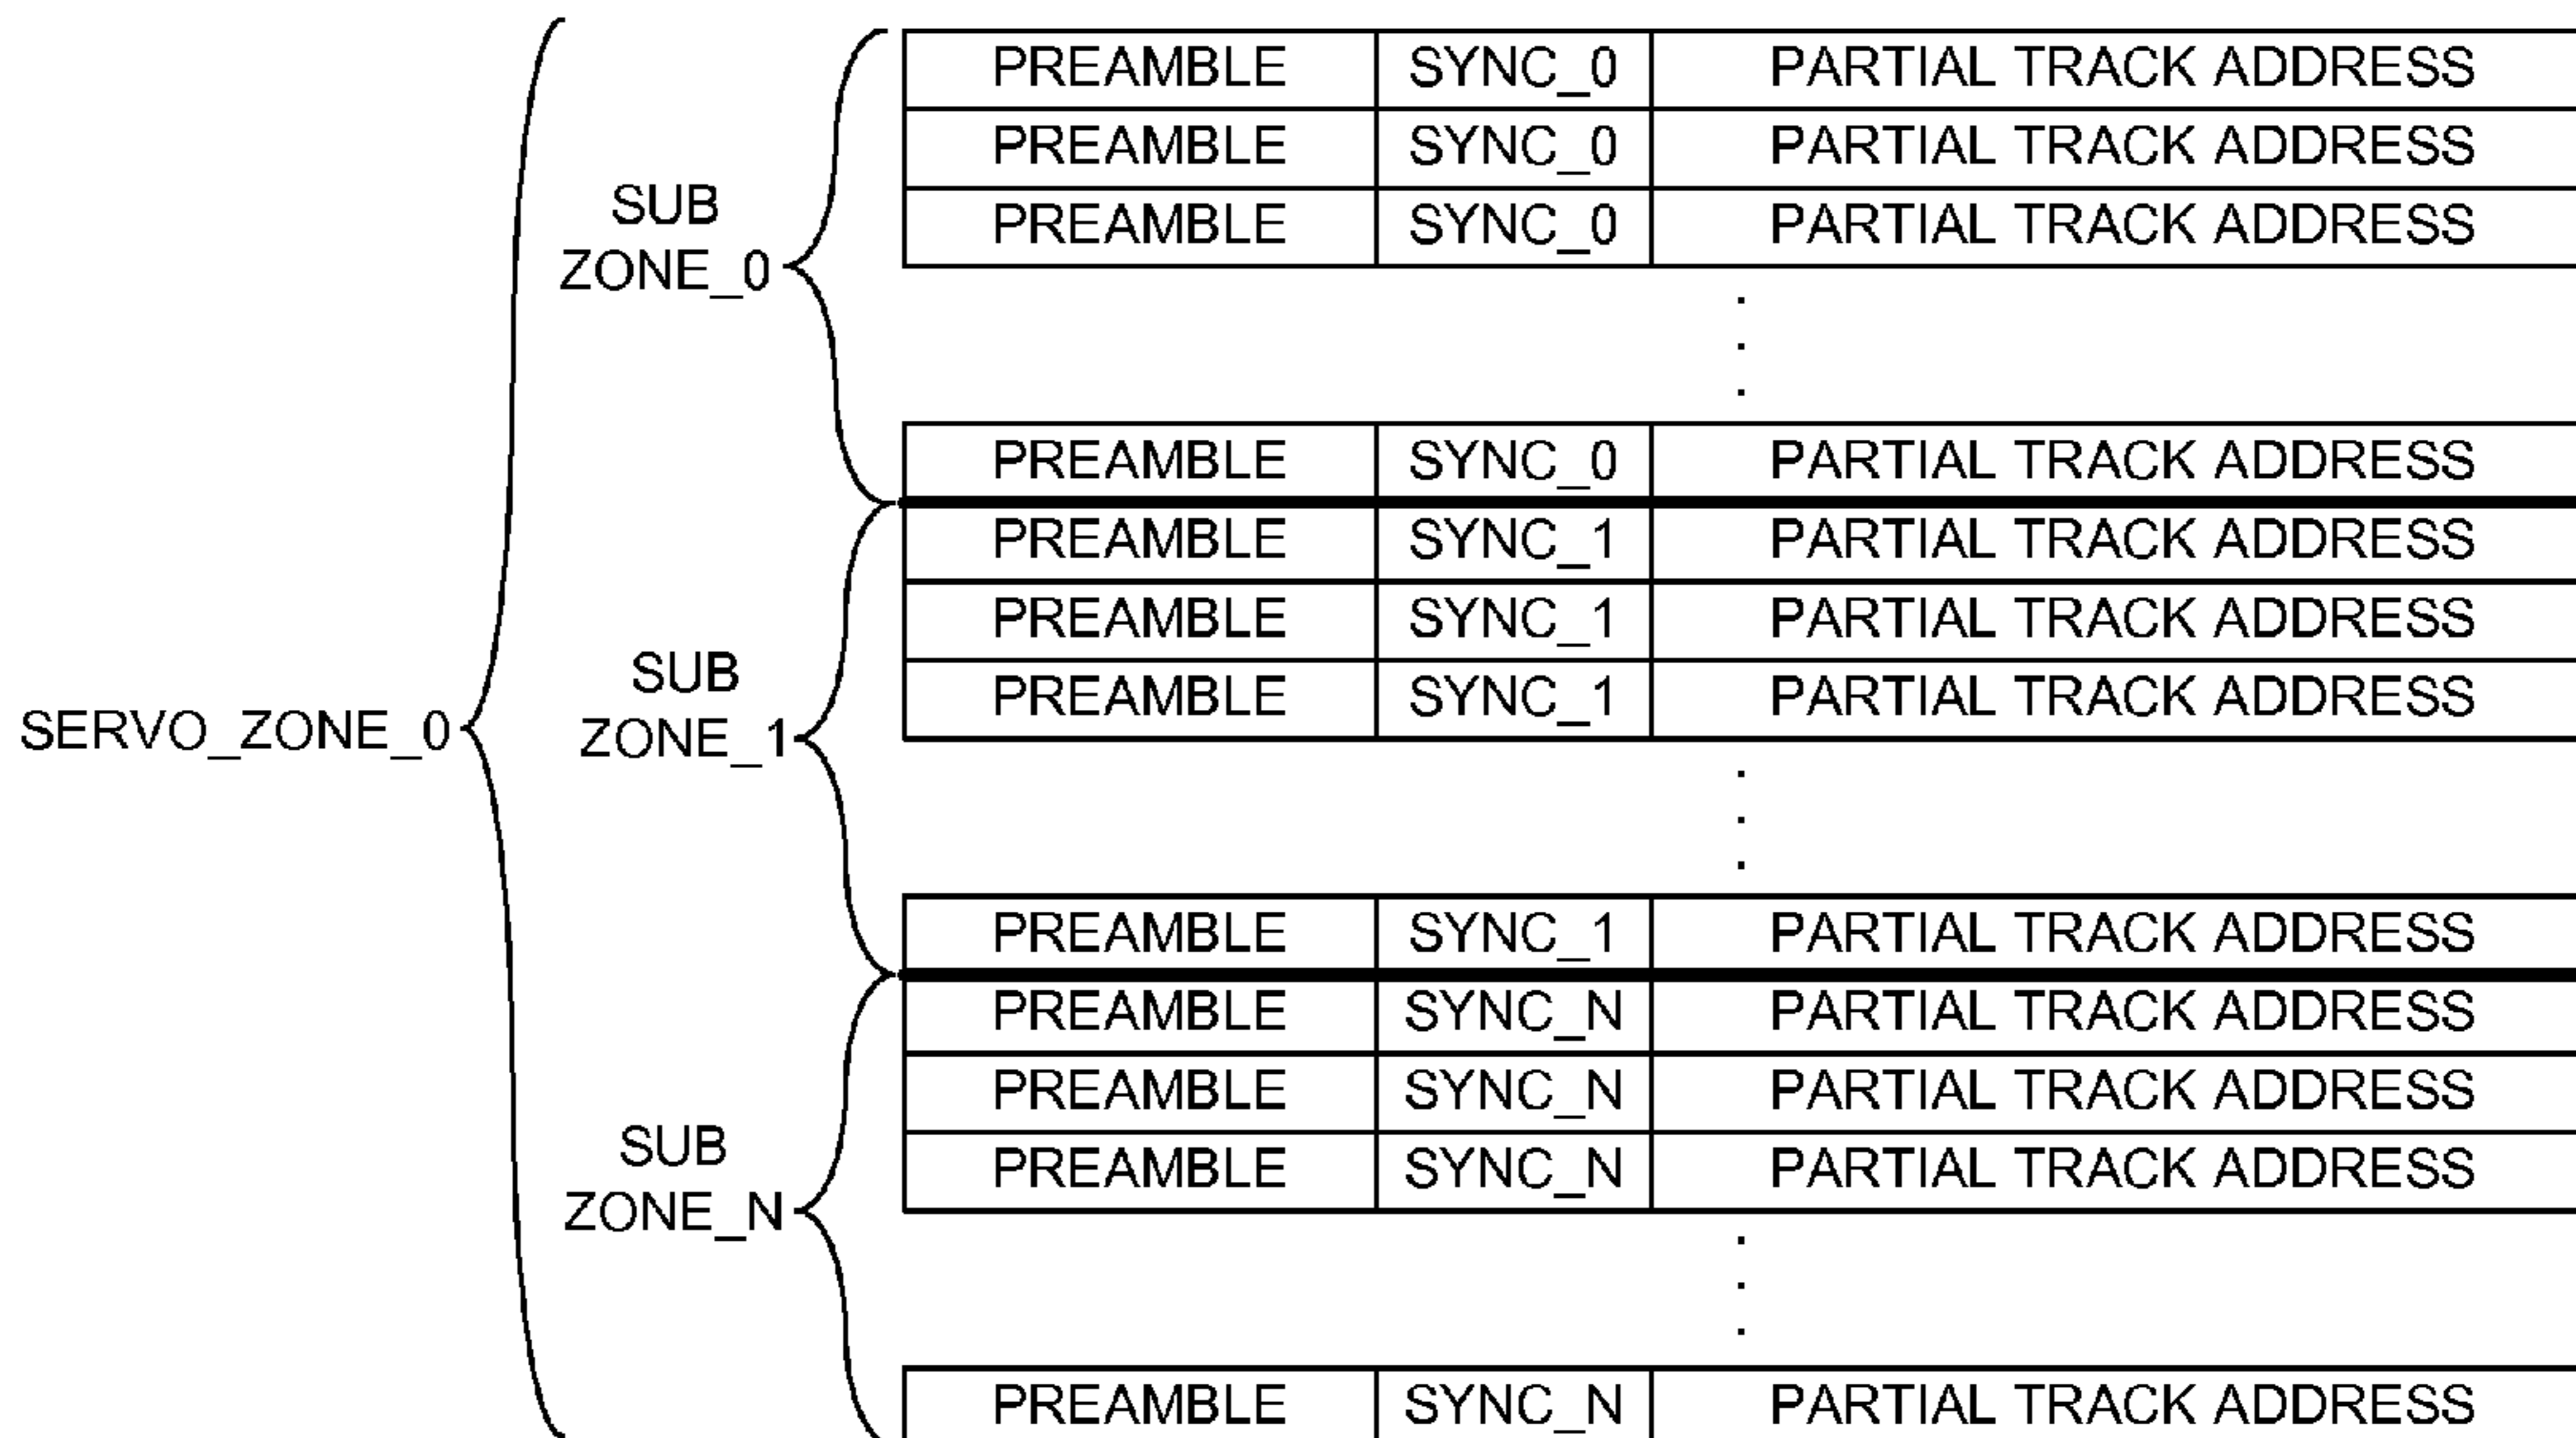 PREAMBLE SYNC_0 PARTIAL TRACK ADDRESS
PREAMBLE SYNC_0 PARTIAL TRACK ADDRESS
PREAMBLE SYNC_0 PARTIAL TRACK ADDRESS
SUB
ZONE_0
PREAMBLE SYNC_0 PARTIAL TRACK ADDRESS
PREAMBLE SYNC_1 PARTIAL TRACK ADDRESS
PREAMBLE SYNC_1 PARTIAL TRACK ADDRESS
PREAMBLE SYNC_1 PARTIAL TRACK ADDRESS
SUB
ZONE_1
SERVO_ZONE_0
PREAMBLE SYNC_1 PARTIAL TRACK ADDRESS
PREAMBLE SYNC_N PARTIAL TRACK ADDRESS
PREAMBLE SYNC_N PARTIAL TRACK ADDRESS
PREAMBLE SYNC_N PARTIAL TRACK ADDRESS
SUB
ZONE_N
PREAMBLE SYNC_N PARTIAL TRACK ADDRESS